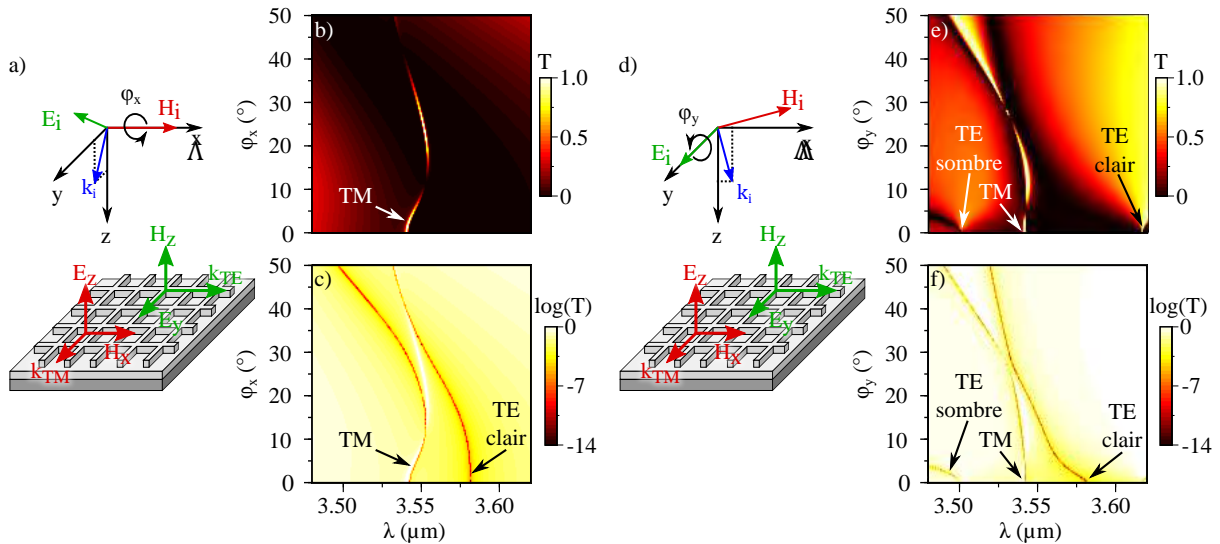 a)
φx
Ei
Hi
x
Λ
y
ki
z
Hz
Ez
kTE
Ey
Hx
kTM
b)
φx (°)
50
40
30
20
10
0
TM
T
1.0
0.5
0
c)
φx (°)
50
40
30
20
10
0
TM
TE
clair
log(T)
0
-7
-14
3.50
3.55
3.60
λ (µm)
d)
φy
Hi
Ei
x
y
ki
z
Hz
Ez
kTE
Ey
Hx
kTM
e)
φy (°)
50
40
30
20
10
0
TE
sombre
TM
TE
clair
T
1.0
0.5
0
f)
φy (°)
50
40
30
20
10
0
TE
sombre
TM
TE
clair
log(T)
0
-7
-14
3.50
3.55
3.60
λ (µm)